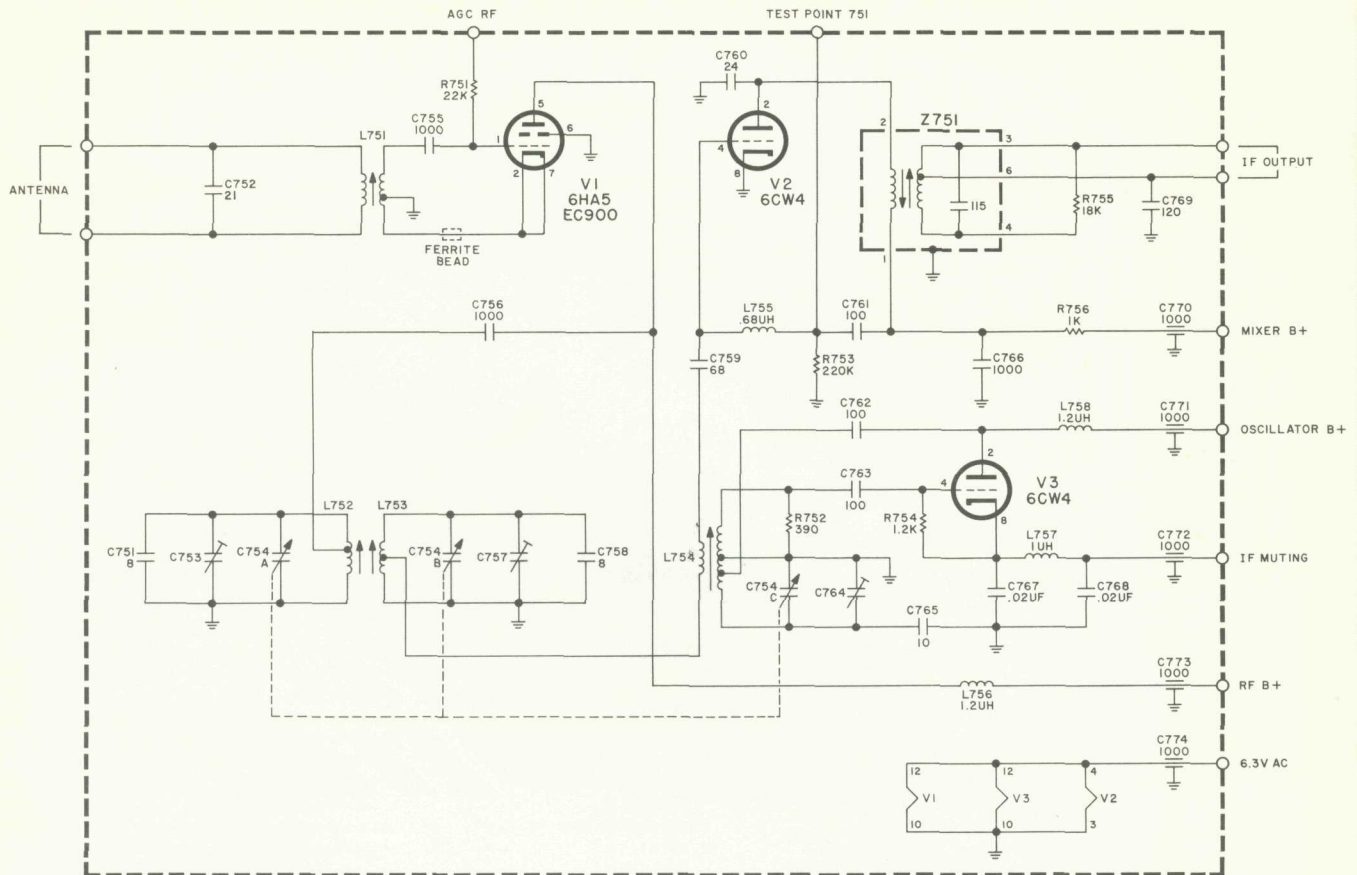 AGC RF
TEST POINT 751
C760
24
R751
22K
C755
1000
L751
5
6
1
2
7
V1
6HA5
EC900
2
4
8
V2
6CW4
2
Z751
3
6
4
1
115
R755
18K
C769
120
IF OUTPUT
ANTENNA
C752
21
FERRITE
BEAD
C756
1000
L755
.68UH
C761
100
R756
1K
C770
1000
MIXER B+
C759
68
R753
220K
C766
1000
C762
100
L758
1.2UH
C771
1000
OSCILLATOR B+
2
4
8
V3
6CW4
C763
100
R752
390
R754
1.2K
L757
1UH
C772
1000
IF MUTING
L752
L753
L754
C751
8
C753
C754
A
C754
B
C757
C758
8
C754
C
C764
C765
10
C767
.02UF
C768
.02UF
C773
1000
RF B+
L756
1.2UH
C774
1000
6.3V AC
12
12
4
V1
V3
V2
10
10
3